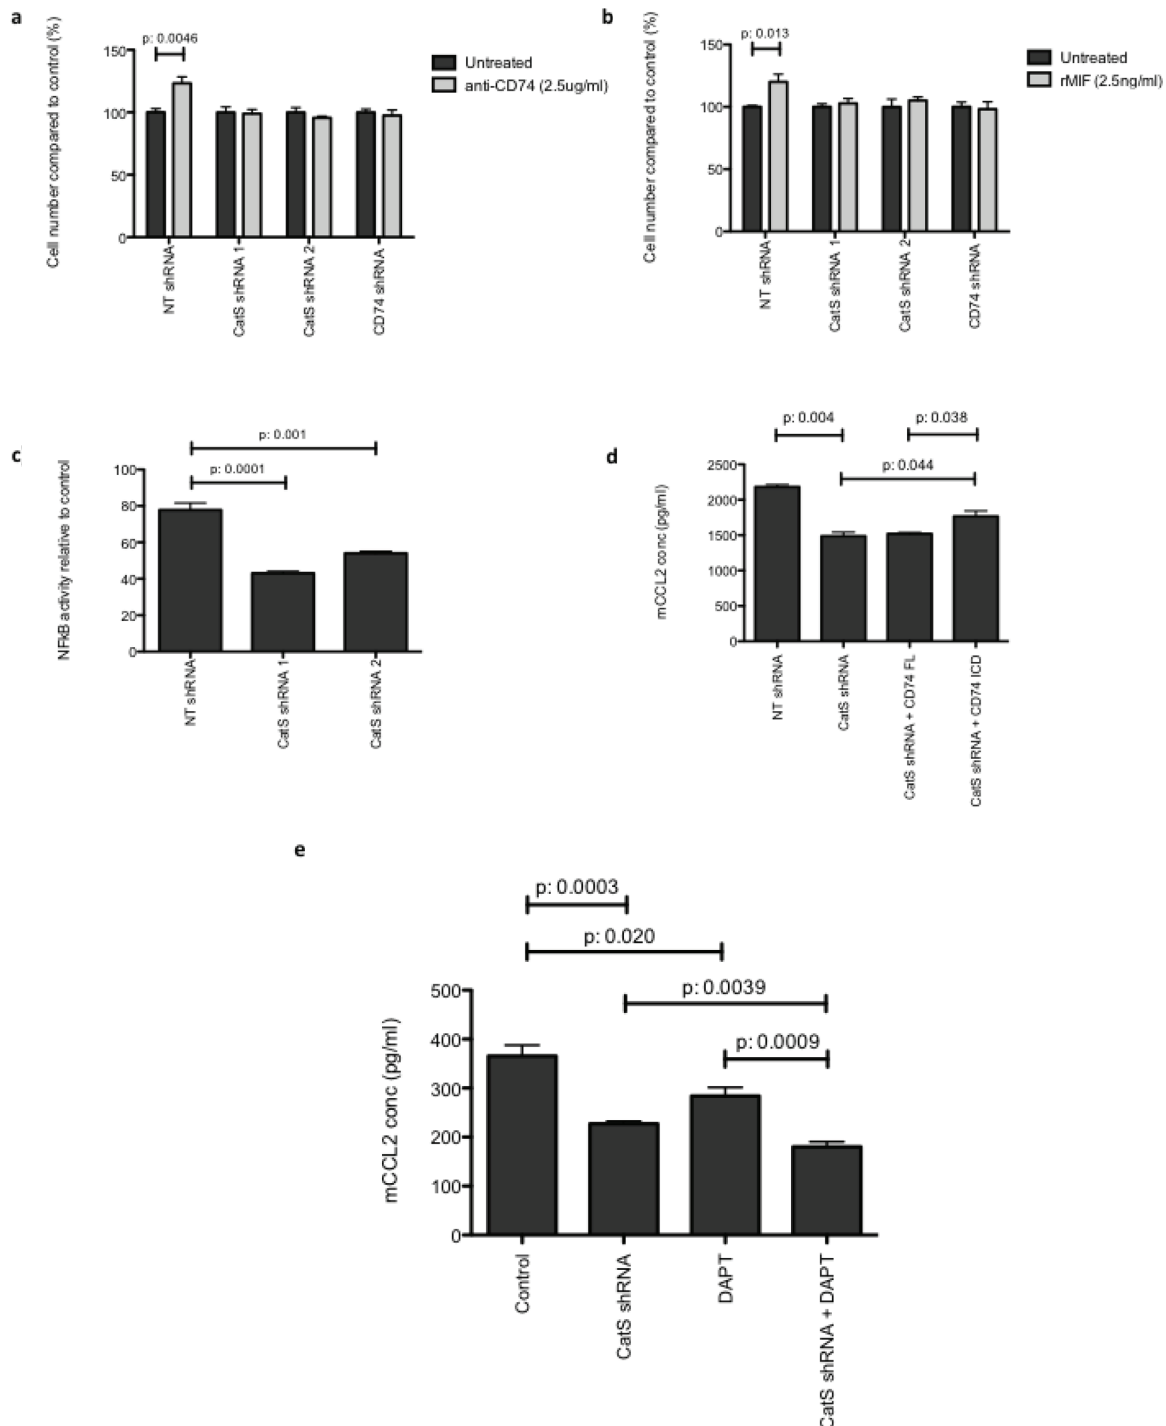 a
Cell number compared to control (%)
p: 0.0046
150
100
50
0
NT shRNA
CatS shRNA 1
CatS shRNA 2
CD74 shRNA
Untreated
anti-CD74 (2.5ug/ml)
b
Cell number compared to control (%)
p: 0.013
150
100
50
0
NT shRNA
CatS shRNA 1
CatS shRNA 2
CD74 shRNA
Untreated
rMIF (2.5ng/ml)
c
NFkB activity relative to control
p: 0.001
p: 0.0001
100
80
60
40
20
0
NT shRNA
CatS shRNA 1
CatS shRNA 2
d
mCCL2 conc (pg/ml)
p: 0.004
p: 0.038
p: 0.044
2500
2000
1500
1000
500
0
NT shRNA
CatS shRNA
CatS shRNA + CD74 FL
CatS shRNA + CD74 ICD
e
p: 0.0003
p: 0.020
p: 0.0039
p: 0.0009
mCCL2 conc (pg/ml)
500
400
300
200
100
0
Control
CatS shRNA
DAPT
CatS shRNA + DAPT